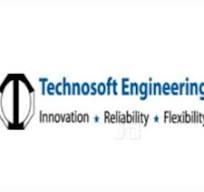 Technosoft Engineering
Innovation ★ Reliability ★ Flexibility